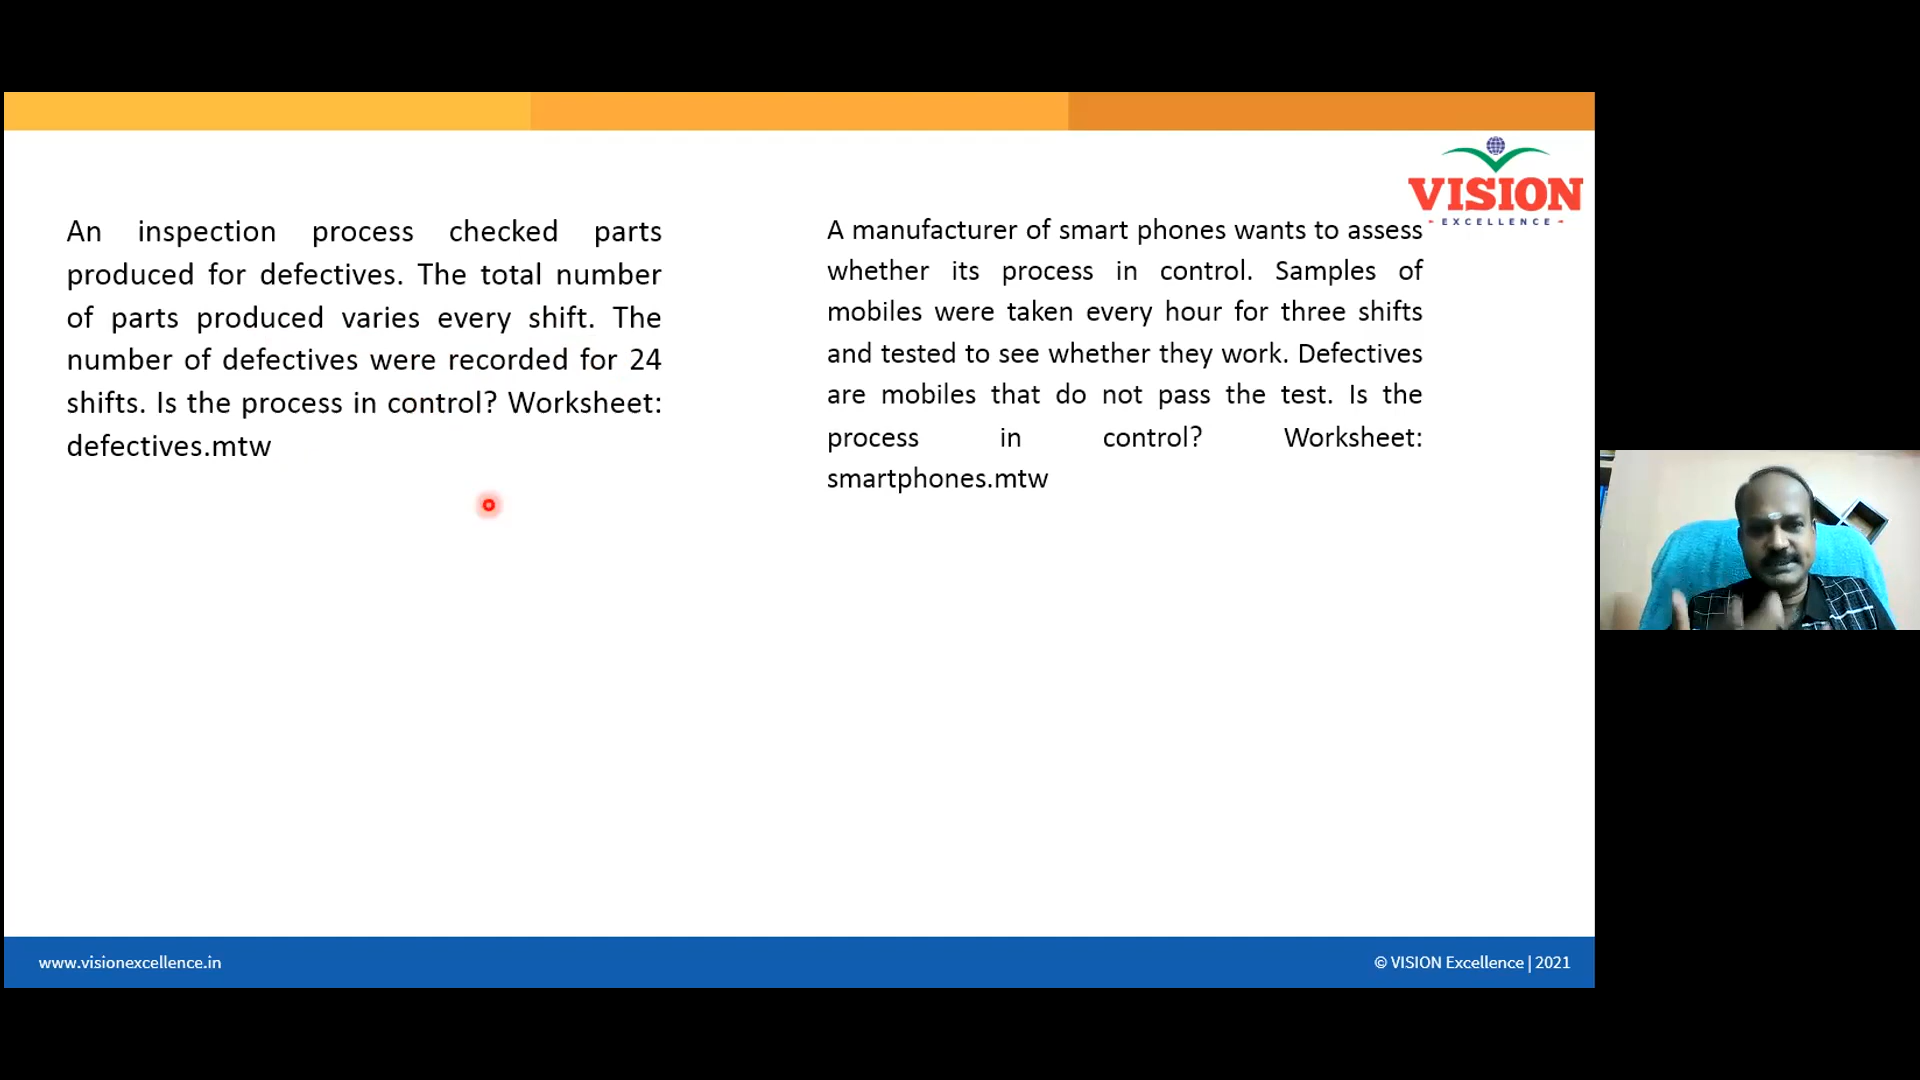 VISION
EXCELLENCE
An inspection process checked parts
produced for defectives. The total number
of parts produced varies every shift. The
number of defectives were recorded for 24
shifts. Is the process in control? Worksheet:
defectives.mtw
A manufacturer of smart phones wants to assess
whether its process in control. Samples of
mobiles were taken every hour for three shifts
and tested to see whether they work. Defectives
are mobiles that do not pass the test. Is the
process in control? Worksheet:
smartphones.mtw
www.visionexcellence.in
© VISION Excellence | 2021